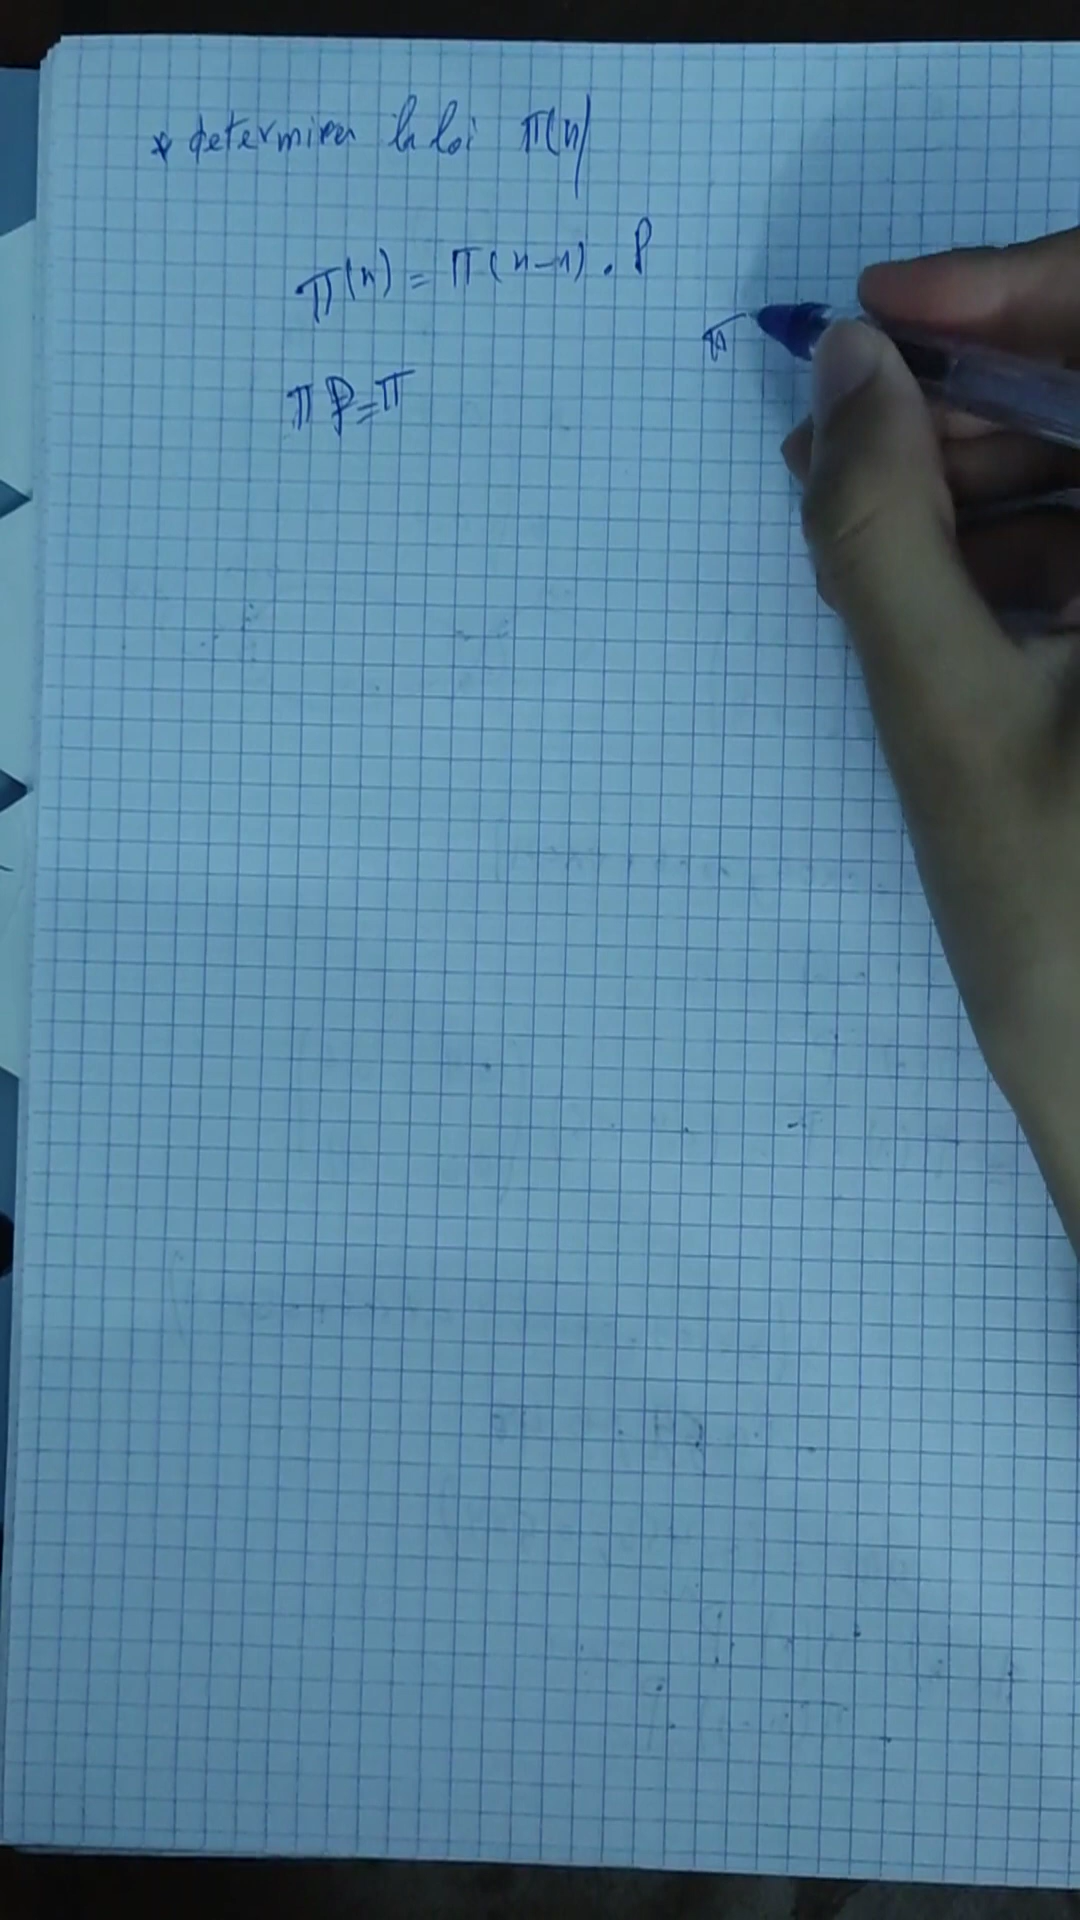 * determiner la loi π(n)
π(n) = π(n-1) . P
π
π P = π